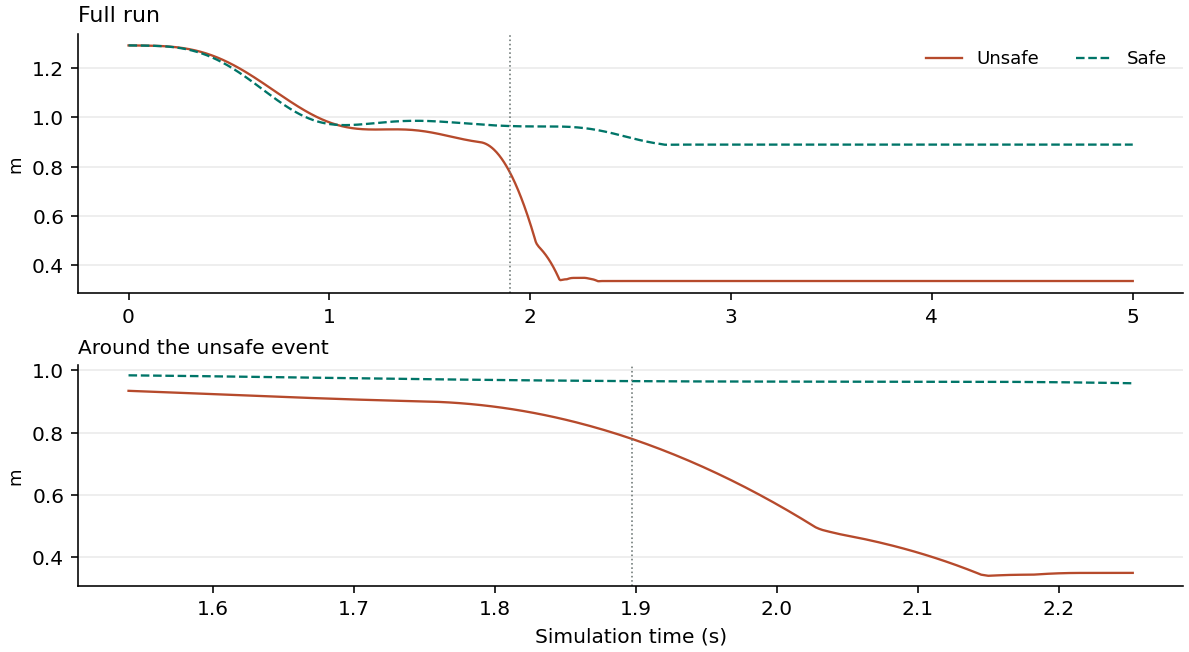 Full run
Unsafe
Safe
m
1.2
1.0
0.8
0.6
0.4
0 1 2 3 4 5
Around the unsafe event
m
1.0
0.8
0.6
0.4
1.6 1.7 1.8 1.9 2.0 2.1 2.2
Simulation time (s)